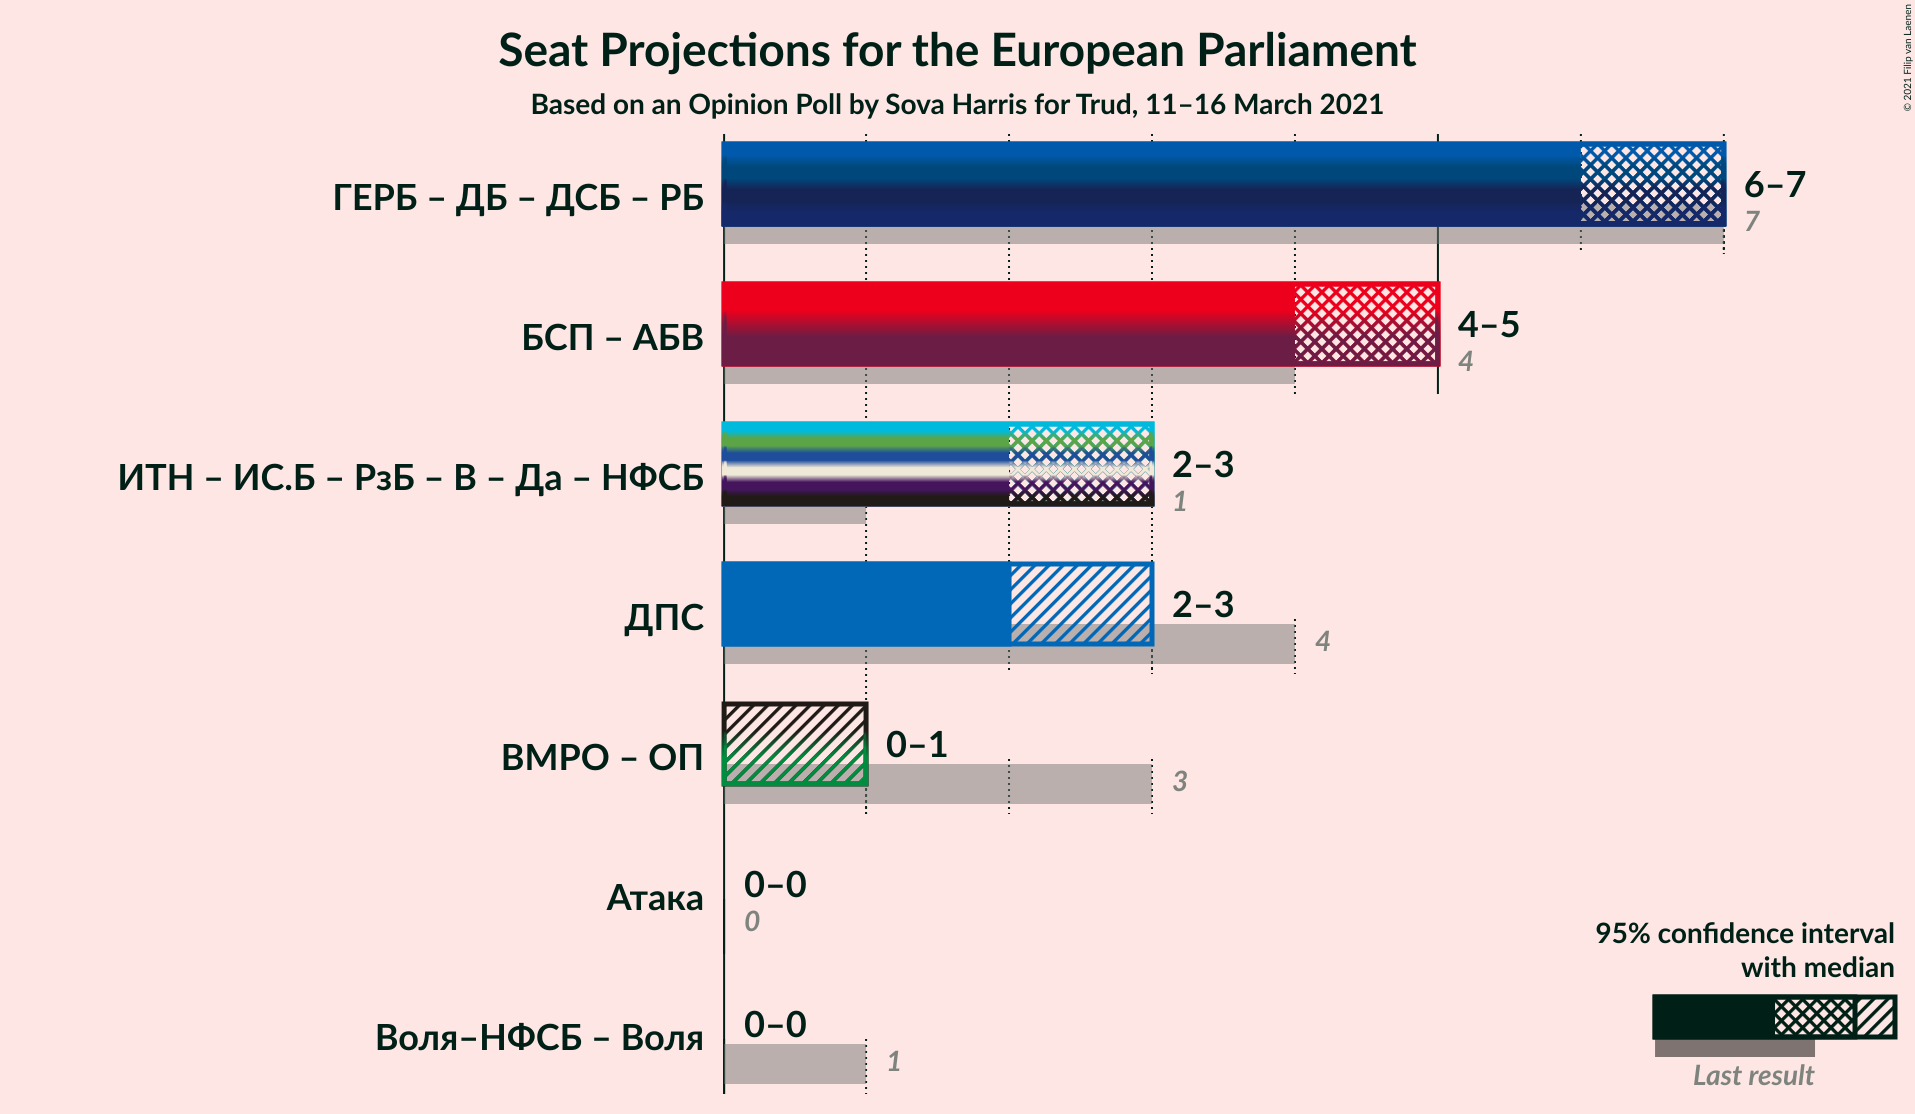 Seat Projections for the European Parliament
Based on an Opinion Poll by Sova Harris for Trud, 11–16 March 2021
© 2021 Filip van Laenen
ГЕРБ – ДБ – ДСБ – РБ
6–7
7
БСП – АБВ
4–5
4
ИТН – ИС.Б – РзБ – В – Да – НФСБ
2–3
1
ДПС
2–3
4
ВМРО – ОП
0–1
3
Атака
0–0
0
Воля–НФСБ – Воля
0–0
1
95% confidence interval
with median
Last result